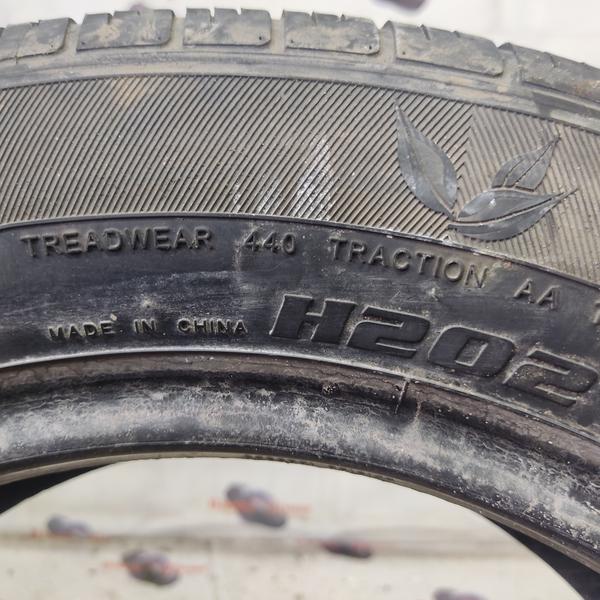 TREADWEAR 440 TRACTION AA
MADE IN CHINA H202